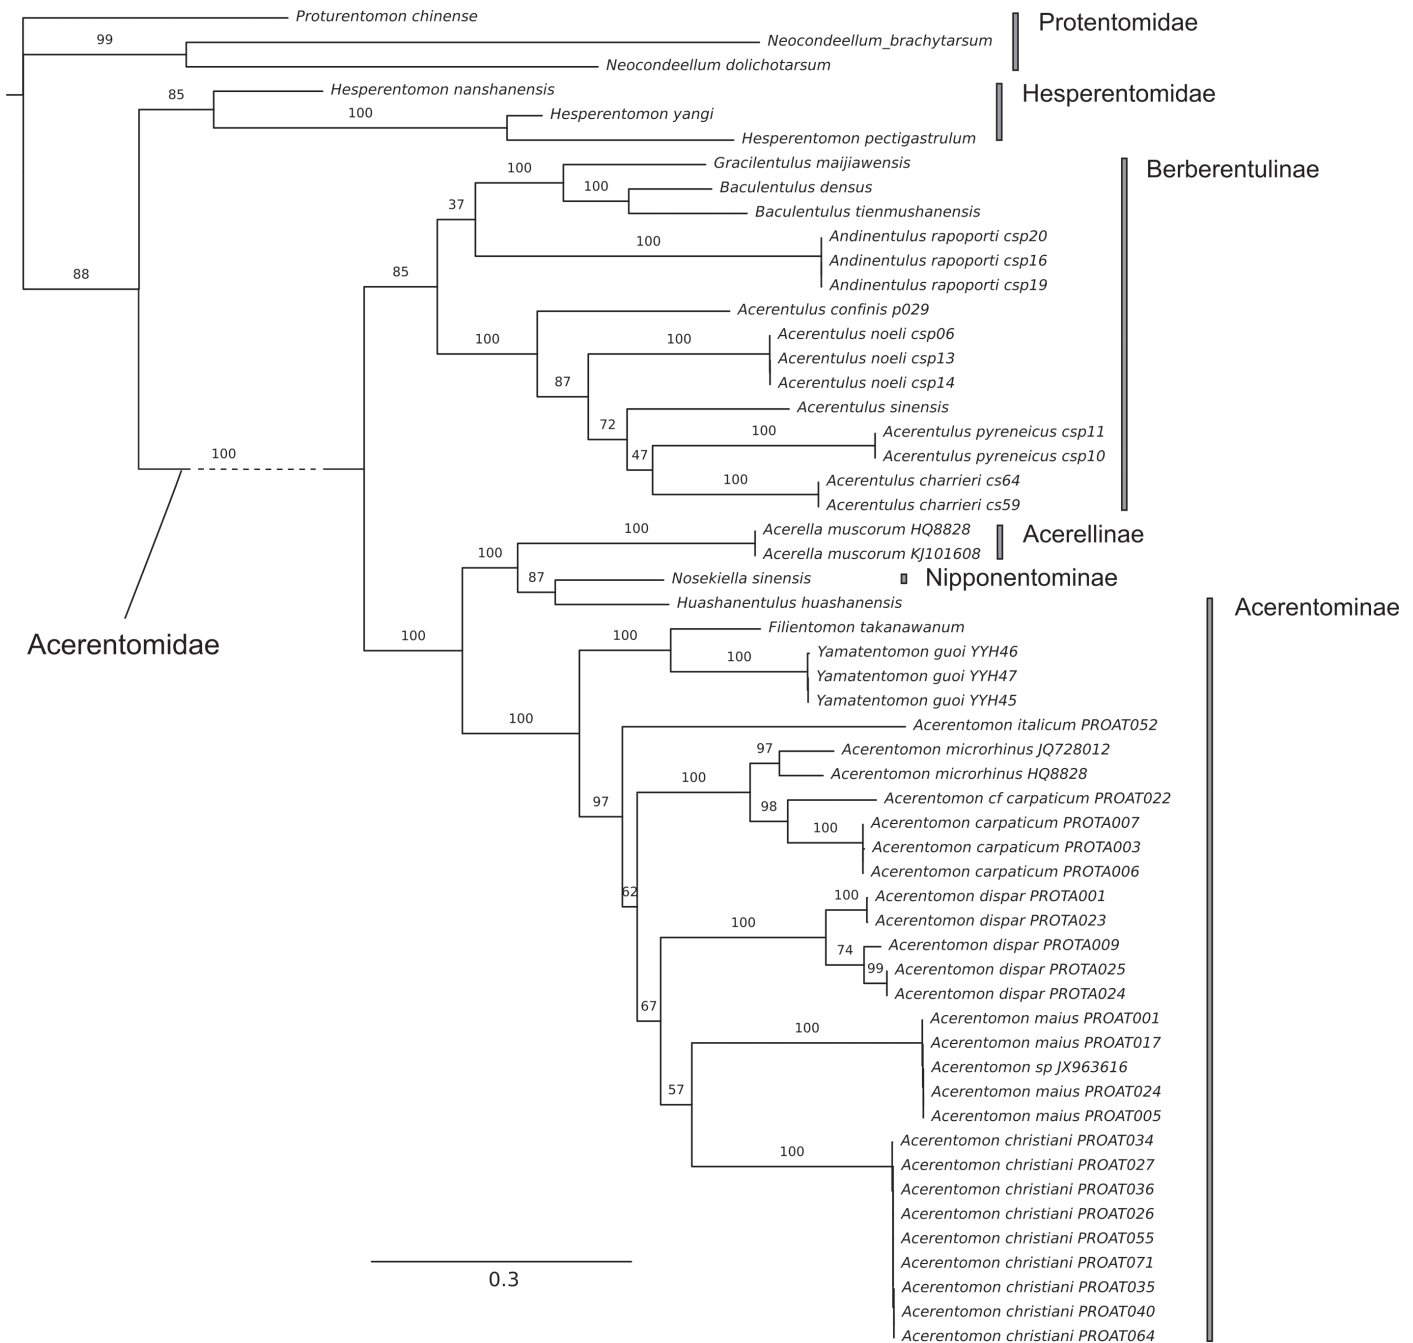 Proturentomon chinense
Protentomidae
99
Neocondeellum_brachytarsum
Neocondeellum dolichotarsum
Hesperentomon nanshanensis
Hesperentomidae
85
100
Hesperentomon yangi
Hesperentomon pectigastrulum
Gracilentulus maijiawensis
Berberentulinae
100
100
Baculentulus densus
37
Baculentulus tienmushanensis
Andinentulus rapoporti csp20
100
Andinentulus rapoporti csp16
88
85
Andinentulus rapoporti csp19
Acerentulus confinis p029
Acerentulus noeli csp06
100
100
Acerentulus noeli csp13
87
Acerentulus noeli csp14
Acerentulus sinensis
72
100
Acerentulus pyreneicus csp11
100
47
Acerentulus pyreneicus csp10
100
Acerentulus charrieri cs64
Acerentulus charrieri cs59
100
Acerella muscorum HQ8828
Acerellinae
100
Acerella muscorum KJ101608
87
Nosekiella sinensis
Nipponentominae
Huashanentulus huashanensis
Acerentominae
Acerentomidae
100
100
Filientomon takanawanum
100
Yamatentomon guoi YYH46
Yamatentomon guoi YYH47
Yamatentomon guoi YYH45
100
Acerentomon italicum PROAT052
97
Acerentomon microrhinus JQ728012
100
Acerentomon microrhinus HQ8828
97
98
Acerentomon cf carpaticum PROAT022
100
Acerentomon carpaticum PROTA007
Acerentomon carpaticum PROTA003
Acerentomon carpaticum PROTA006
62
100
Acerentomon dispar PROTA001
100
Acerentomon dispar PROTA023
74
Acerentomon dispar PROTA009
99
Acerentomon dispar PROTA025
Acerentomon dispar PROTA024
67
Acerentomon maius PROAT001
100
Acerentomon maius PROAT017
Acerentomon sp JX963616
57
Acerentomon maius PROAT024
Acerentomon maius PROAT005
Acerentomon christiani PROAT034
100
Acerentomon christiani PROAT027
Acerentomon christiani PROAT036
Acerentomon christiani PROAT026
Acerentomon christiani PROAT055
Acerentomon christiani PROAT071
0.3
Acerentomon christiani PROAT035
Acerentomon christiani PROAT040
Acerentomon christiani PROAT064